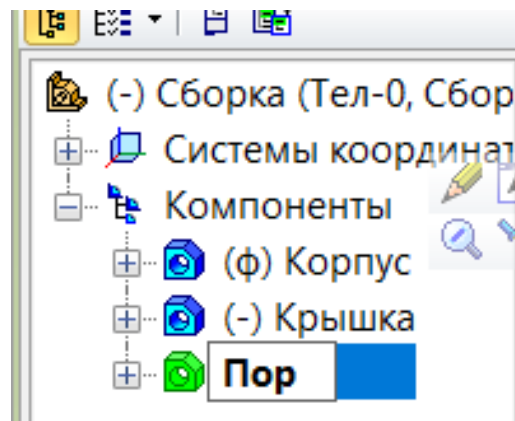 (-) Сборка (Тел-0, Сбор
Системы координат
Компоненты
(ф) Корпус
(-) Крышка
Пор